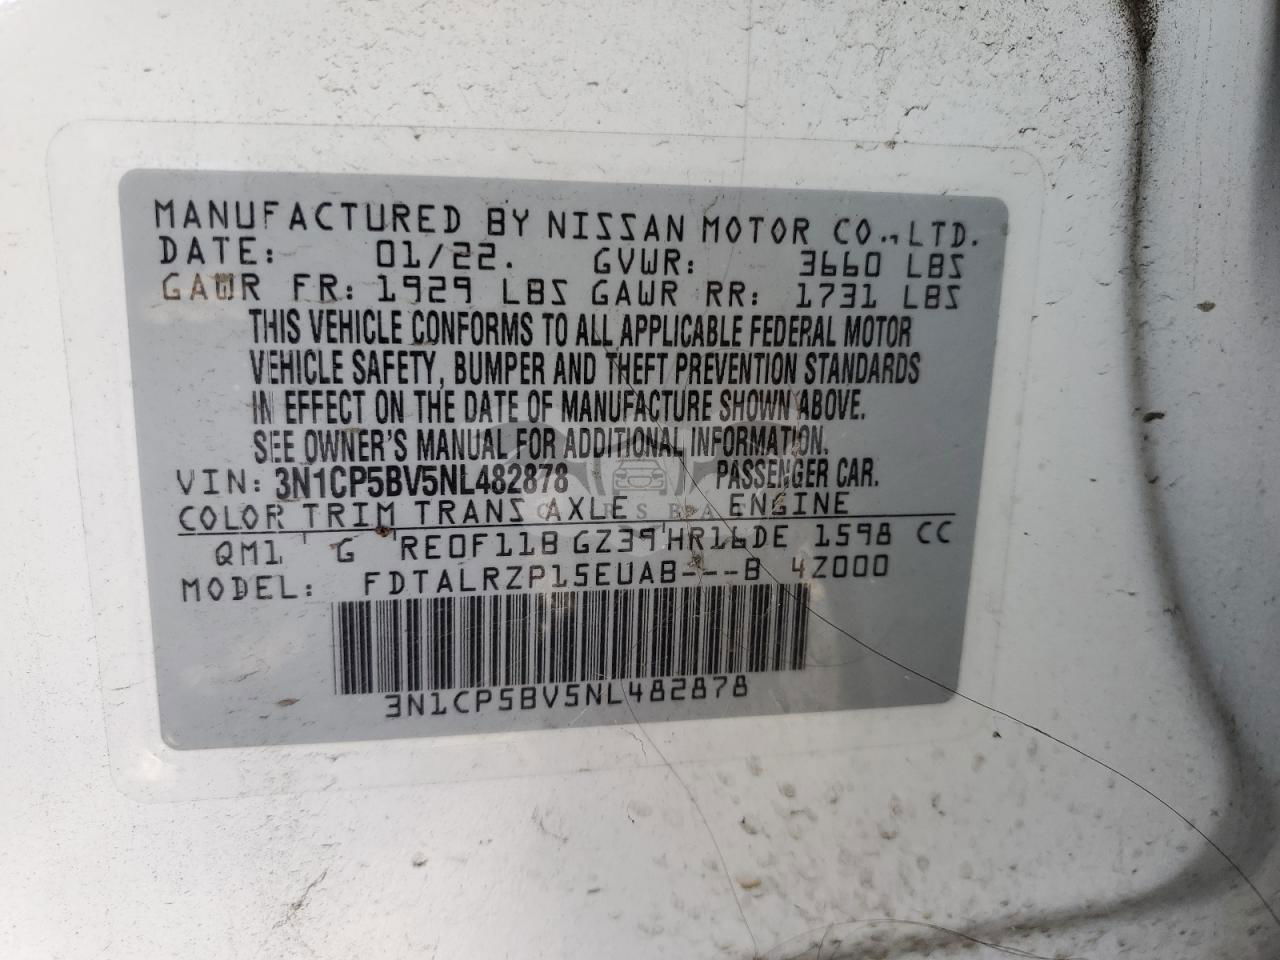 MANUFACTURED BY NISSAN MOTOR CO.,LTD.
DATE: 01/22. GVWR: 3660 LBS
GAWR FR: 1929 LBS GAWR RR: 1731 LBS
THIS VEHICLE CONFORMS TO ALL APPLICABLE FEDERAL MOTOR
VEHICLE SAFETY, BUMPER AND THEFT PREVENTION STANDARDS
IN EFFECT ON THE DATE OF MANUFACTURE SHOWN ABOVE.
SEE OWNER'S MANUAL FOR ADDITIONAL INFORMATION.
VIN: 3N1CP5BV5NL482878 PASSENGER CAR.
COLOR TRIM TRANS AXLE ENGINE
QM1 G RE0F11B GZ39 HR16DE 1598 CC
MODEL: FDTALRZP15EUAB---B 4Z000
3N1CP5BV5NL482878